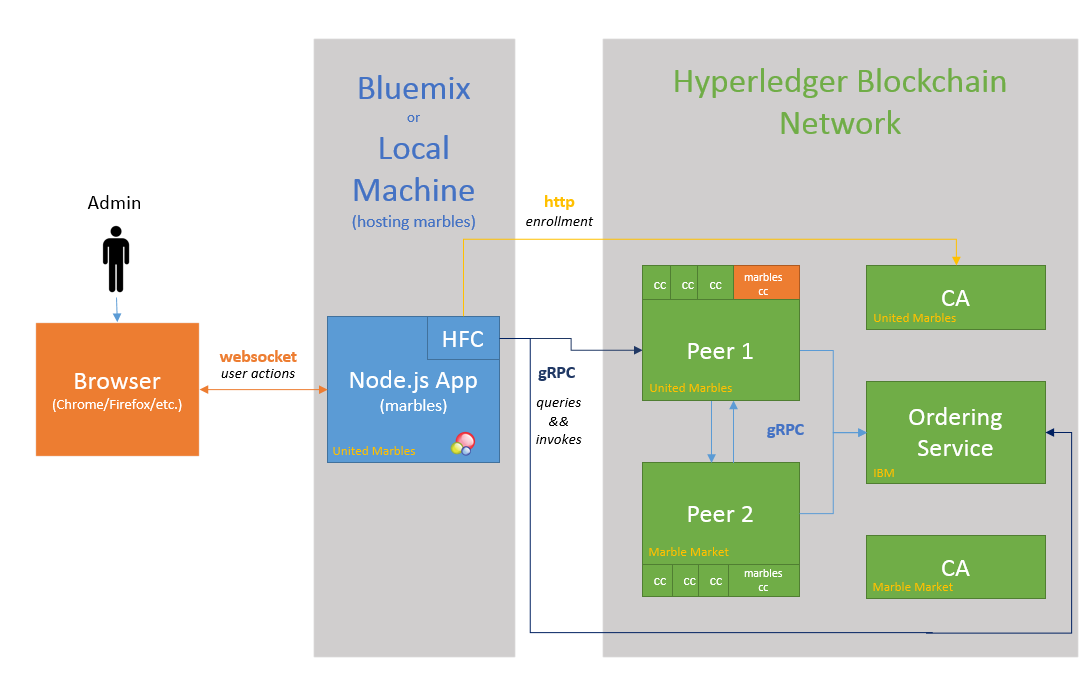 Admin
Browser
(Chrome/Firefox/etc.)
websocket
user actions
Bluemix
or
Local
Machine
(hosting marbles)
HFC
Node.js App
(marbles)
United Marbles
http
enrollment
gRPC
queries
&&
invokes
Hyperledger Blockchain
Network
cc cc cc marbles
cc
Peer 1
United Marbles
gRPC
Peer 2
Marble Market
cc cc cc marbles
cc
CA
United Marbles
Ordering
Service
IBM
CA
Marble Market